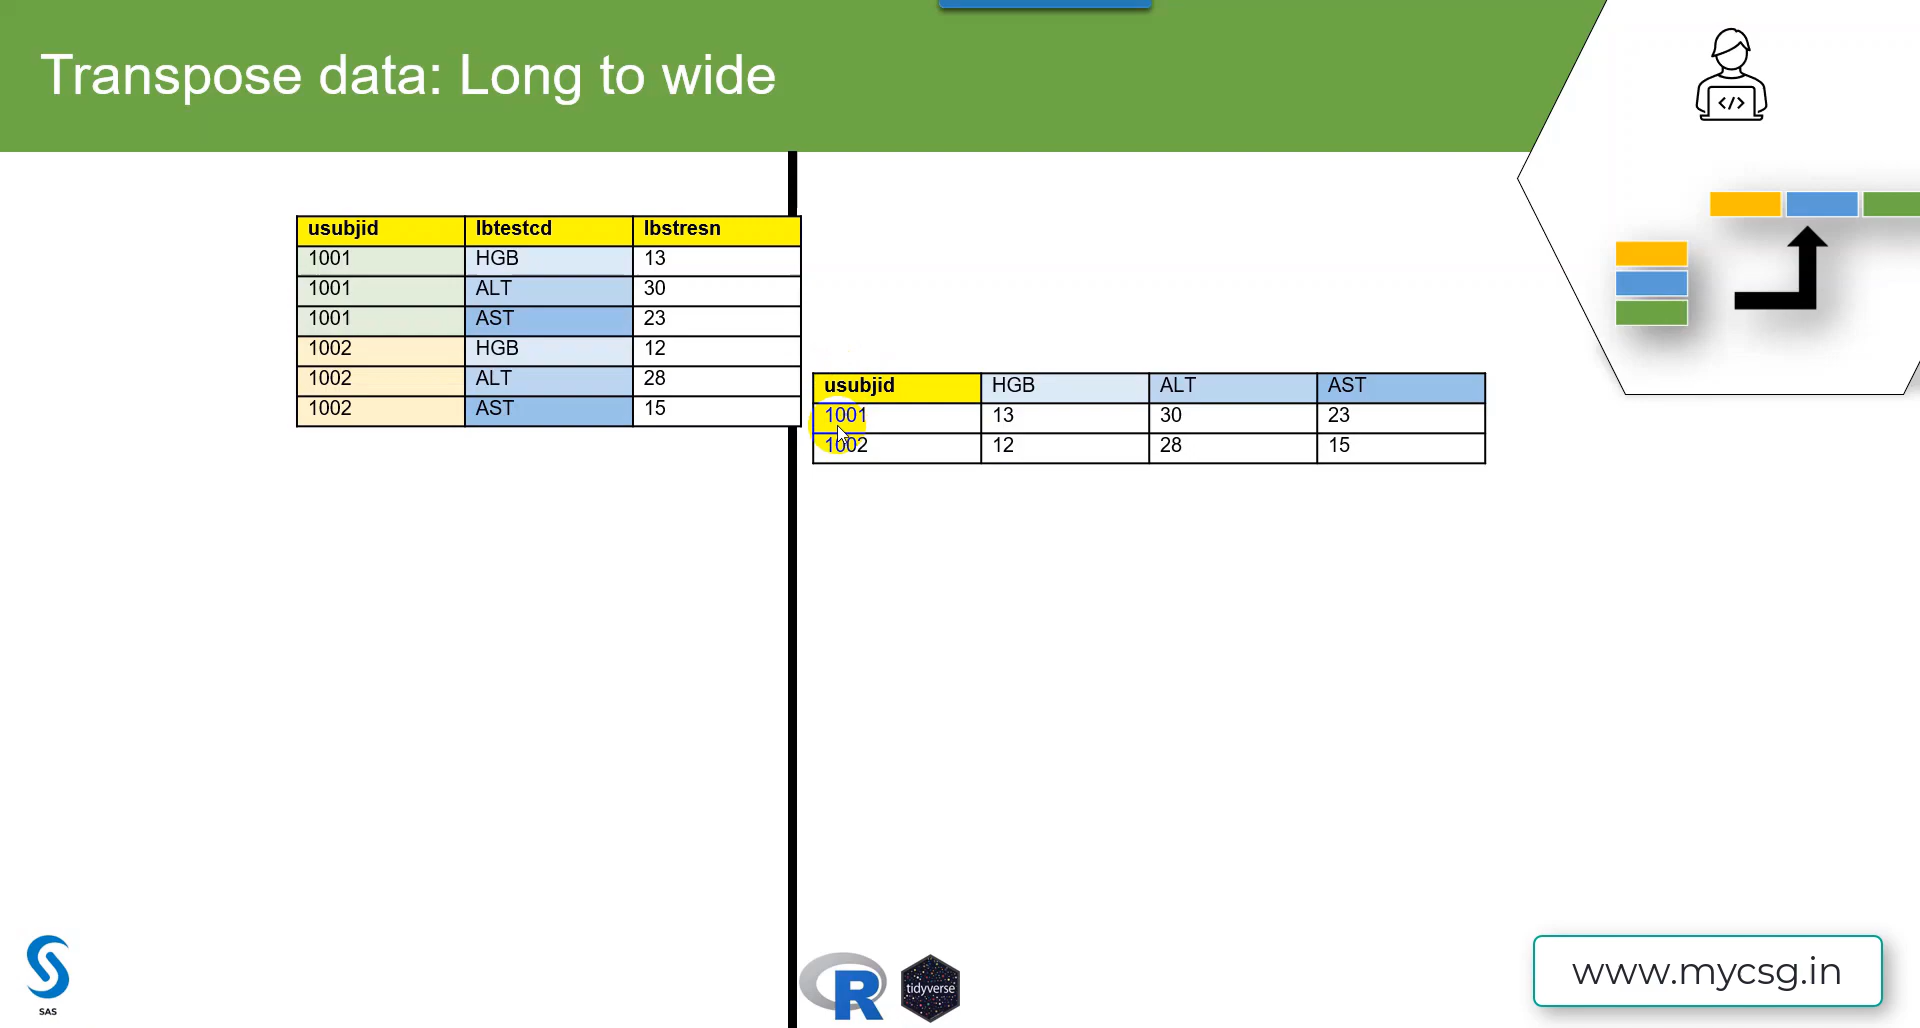 Transpose data: Long to wide
</>
usubjid lbtestcd lbstresn
1001 HGB 13
1001 ALT 30
1001 AST 23
1002 HGB 12
1002 ALT 28
1002 AST 15
usubjid HGB ALT AST
1001 13 30 23
1002 12 28 15
SAS
R
tidyverse
www.mycsg.in